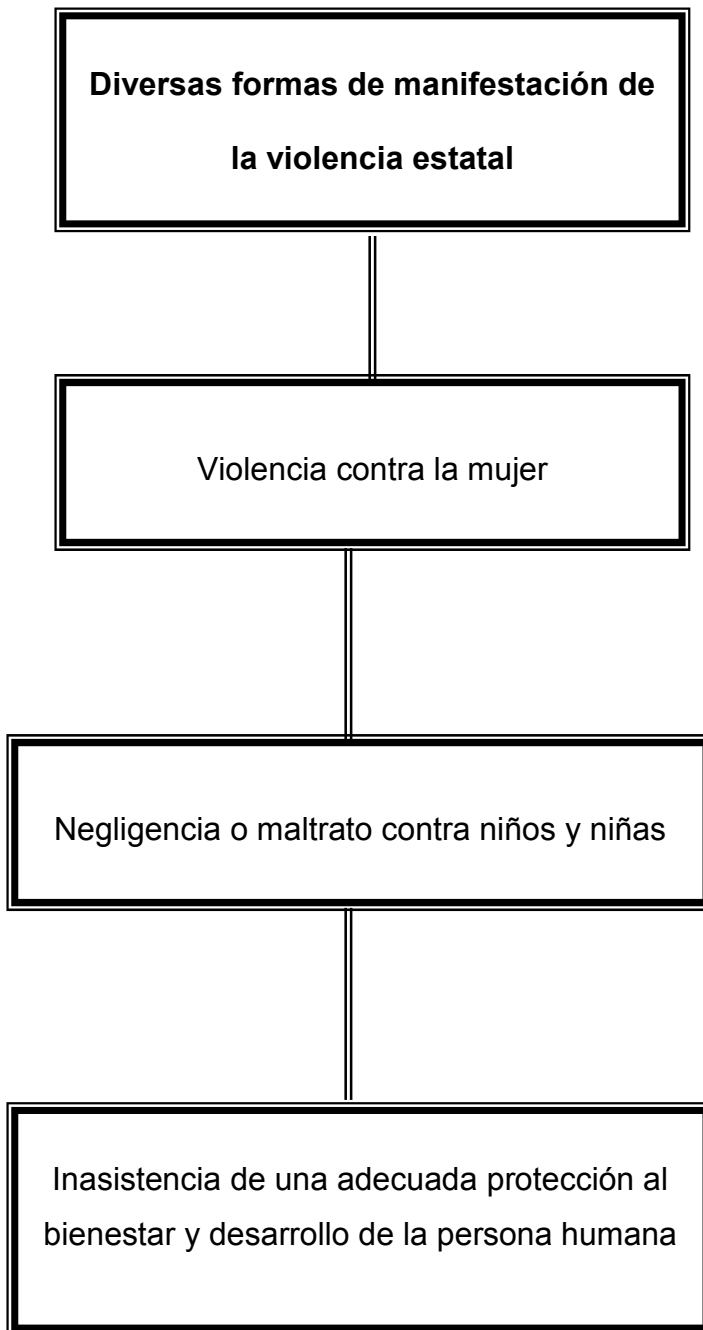 Diversas formas de manifestación de
la violencia estatal
Violencia contra la mujer
Negligencia o maltrato contra niños y niñas
Inasistencia de una adecuada protección al
bienestar y desarrollo de la persona humana